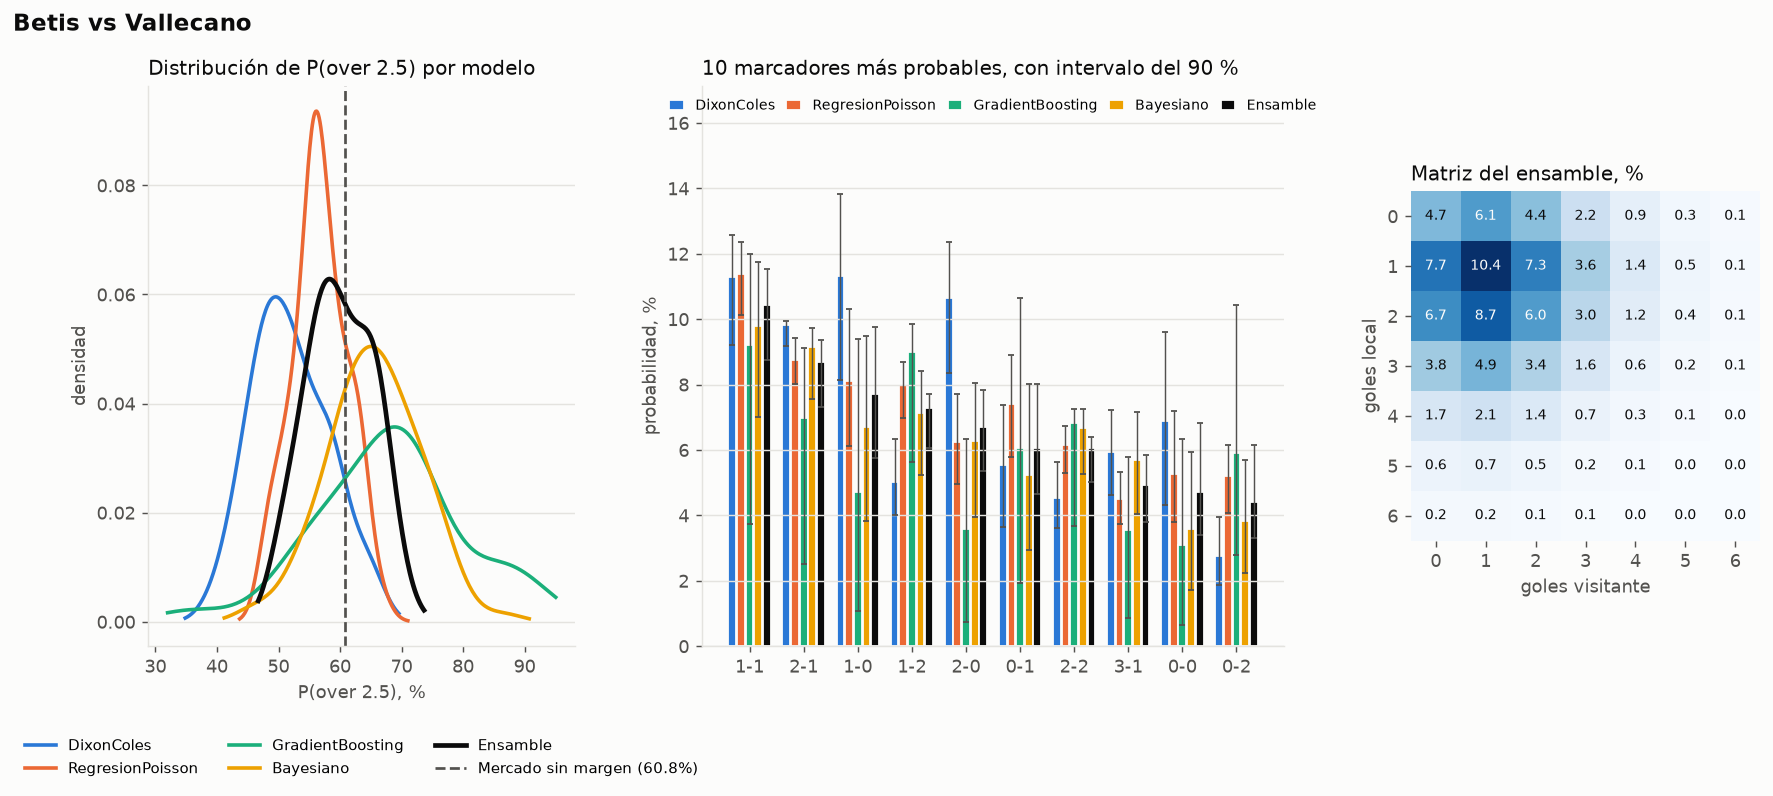 Betis vs Vallecano
Distribución de P(over 2.5) por modelo
0.08
0.06
0.04
0.02
0.00
densidad
30 40 50 60 70 80 90
P(over 2.5), %
DixonColes
RegresionPoisson
GradientBoosting
Bayesiano
Ensamble
Mercado sin margen (60.8%)
10 marcadores más probables, con intervalo del 90 %
DixonColes RegresionPoisson GradientBoosting Bayesiano Ensamble
16
14
12
10
8
6
4
2
0
probabilidad, %
1-1 2-1 1-0 1-2 2-0 0-1 2-2 3-1 0-0 0-2
Matriz del ensamble, %
goles local
0 4.7 6.1 4.4 2.2 0.9 0.3 0.1
1 7.7 10.4 7.3 3.6 1.4 0.5 0.1
2 6.7 8.7 6.0 3.0 1.2 0.4 0.1
3 3.8 4.9 3.4 1.6 0.6 0.2 0.1
4 1.7 2.1 1.4 0.7 0.3 0.1 0.0
5 0.6 0.7 0.5 0.2 0.1 0.0 0.0
6 0.2 0.2 0.1 0.1 0.0 0.0 0.0
0 1 2 3 4 5 6
goles visitante